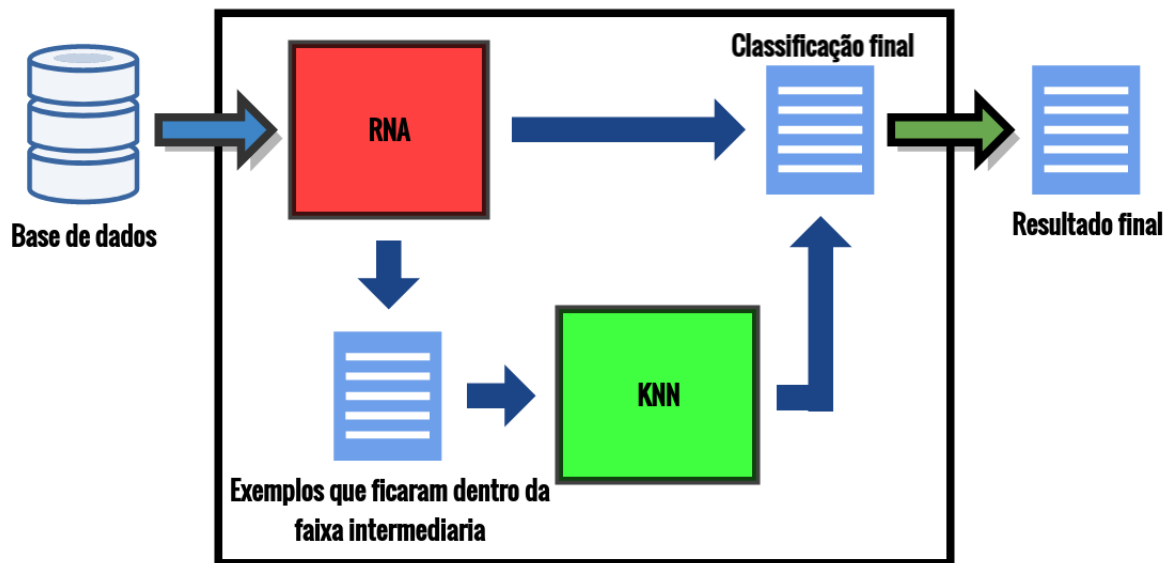 Classificação final
RNA
Base de dados
Resultado final
KNN
Exemplos que ficaram dentro da
faixa intermediaria